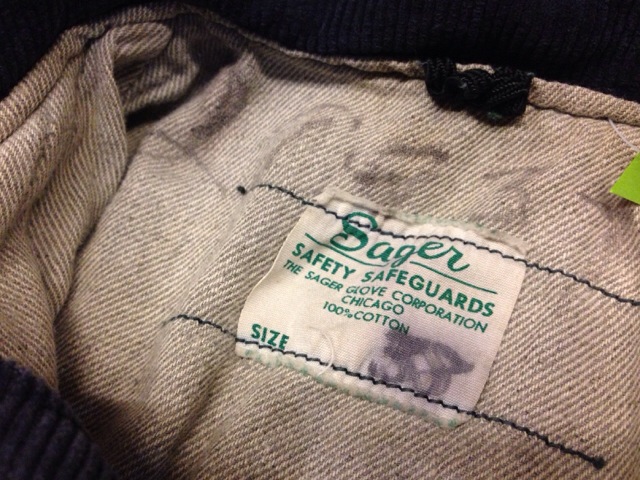 Sager
SAFETY SAFEGUARDS
THE SAGER GLOVE CORPORATION
CHICAGO
100% COTTON
SIZE